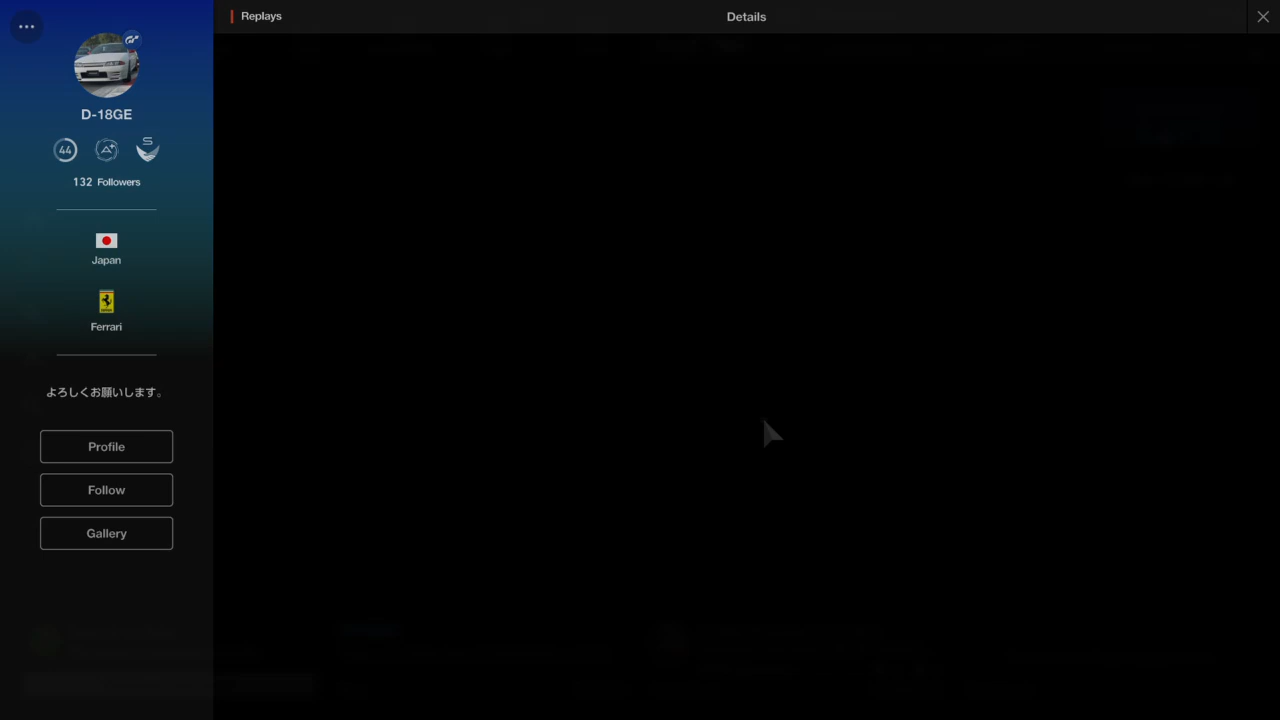 Replays
Details
D-18GE
44
A+
S
132 Followers
Japan
Ferrari
よろしくお願いします。
Profile
Follow
Gallery